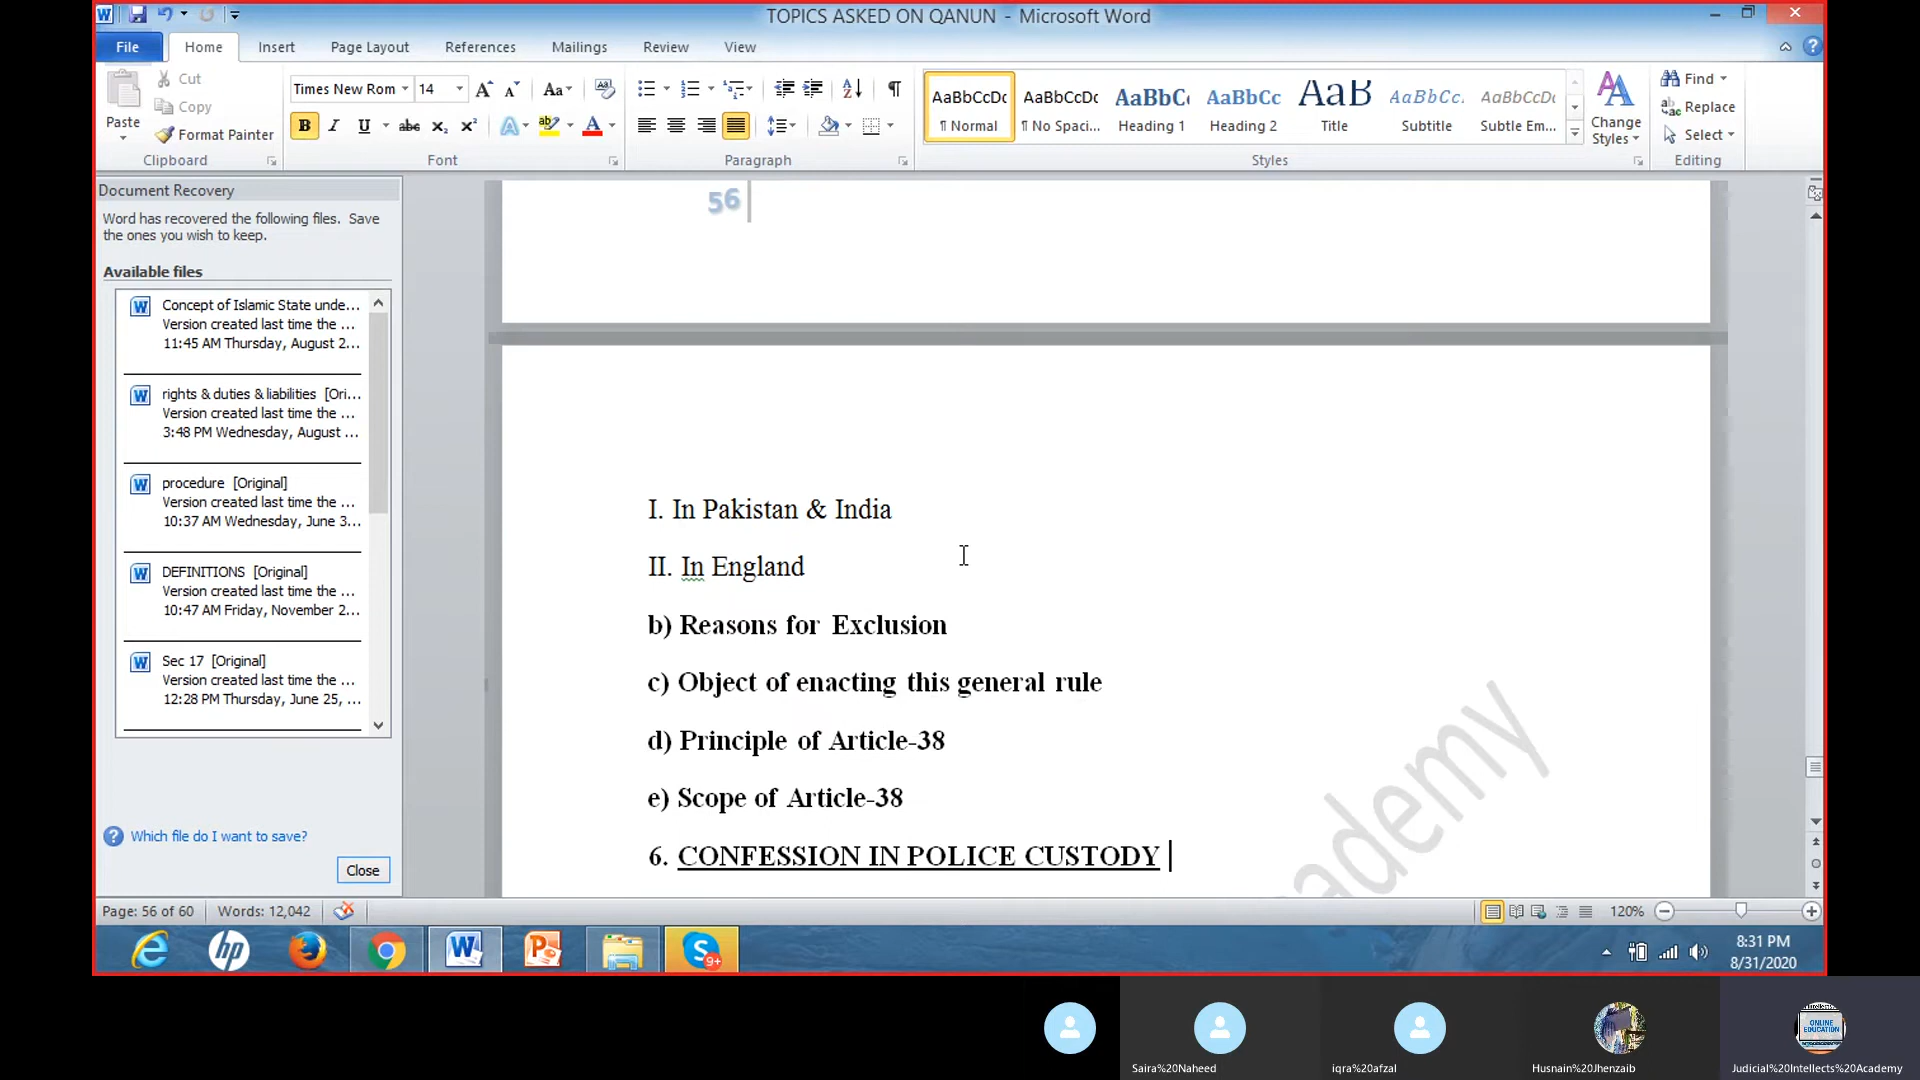 TOPICS ASKED ON QANUN - Microsoft Word
File Home Insert Page Layout References Mailings Review View
Paste
Cut
Copy
Format Painter
Clipboard
Times New Rom 14
Font
Paragraph
AaBbCcDc AaBbCcDc AaBbC AaBbCc AaB AaBbCc. AaBbCcDt
¶ Normal ¶ No Spaci... Heading 1 Heading 2 Title Subtitle Subtle Em...
Styles
Change
Styles
Find
Replace
Select
Editing
Document Recovery
Word has recovered the following files. Save
the ones you wish to keep.
Available files
Concept of Islamic State unde...
Version created last time the ...
11:45 AM Thursday, August 2...
rights & duties & liabilities [Ori...
Version created last time the ...
3:48 PM Wednesday, August ...
procedure [Original]
Version created last time the ...
10:37 AM Wednesday, June 3...
DEFINITIONS [Original]
Version created last time the ...
10:47 AM Friday, November 2...
Sec 17 [Original]
Version created last time the ...
12:28 PM Thursday, June 25, ...
Which file do I want to save?
Close
56
I. In Pakistan & India
II. In England
b) Reasons for Exclusion
c) Object of enacting this general rule
d) Principle of Article-38
e) Scope of Article-38
6. CONFESSION IN POLICE CUSTODY
ademy
Page: 56 of 60 Words: 12,042
120%
hp
9+
8:31 PM
8/31/2020
ONLINE
EDUCATION
Saira%20Naheed
iqra%20afzal
Husnain%20Jhenzaib
Judicial%20Intellects%20Academy